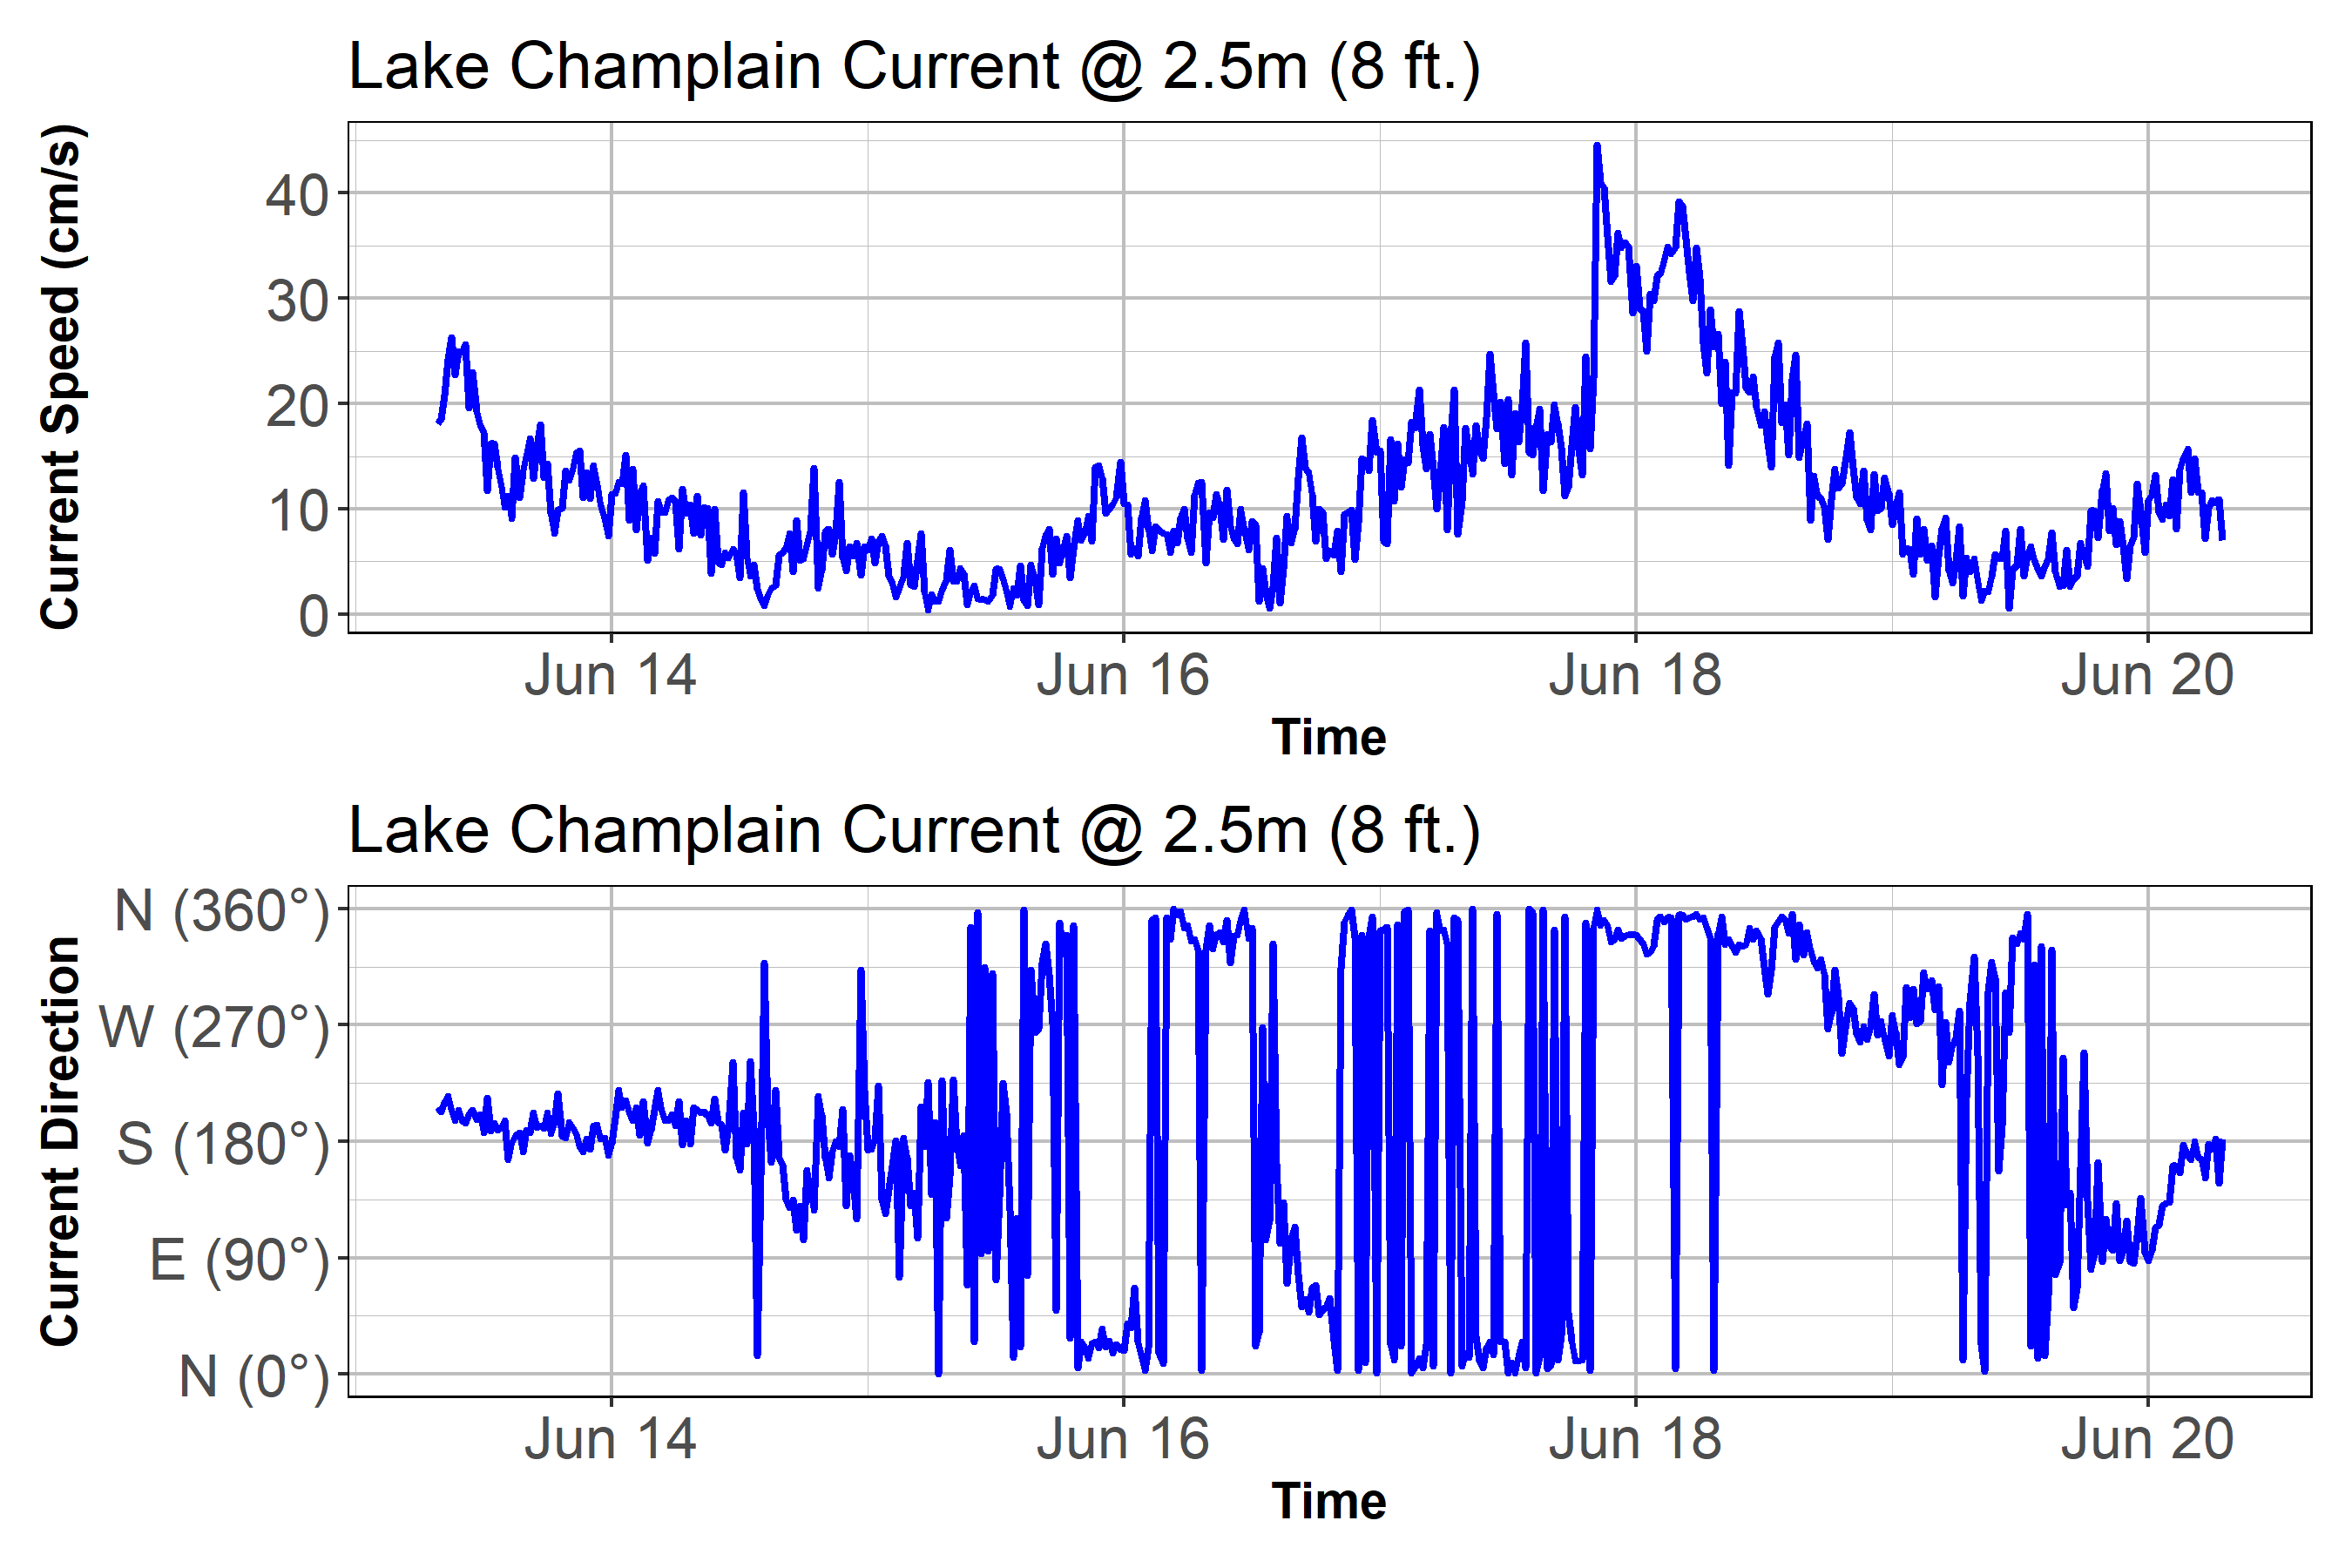 Lake Champlain Current @ 2.5m (8 ft.)
Current Speed (cm/s)
40
30
20
10
0
Jun 14 Jun 16 Jun 18 Jun 20
Time
Lake Champlain Current @ 2.5m (8 ft.)
Current Direction
N (360°)
W (270°)
S (180°)
E (90°)
N (0°)
Jun 14 Jun 16 Jun 18 Jun 20
Time